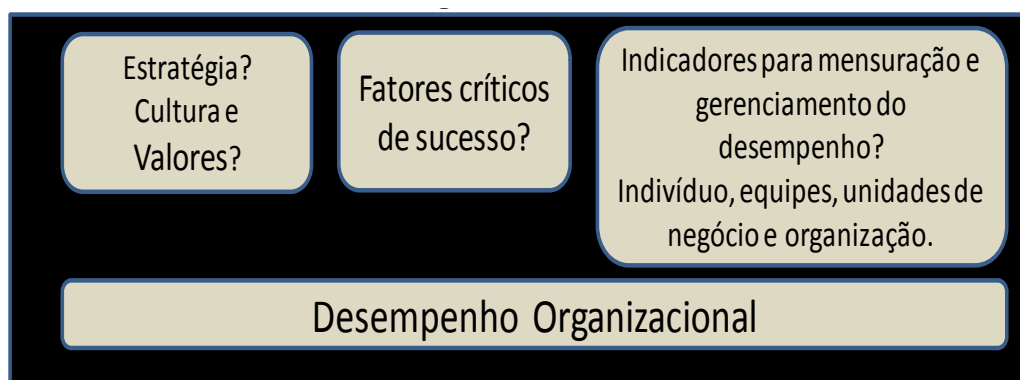 Estratégia?
Cultura e
Valores?
Fatores críticos
de sucesso?
Indicadores para mensuração e
gerenciamento do
desempenho?
Indivíduo, equipes, unidades de
negócio e organização.
Desempenho Organizacional